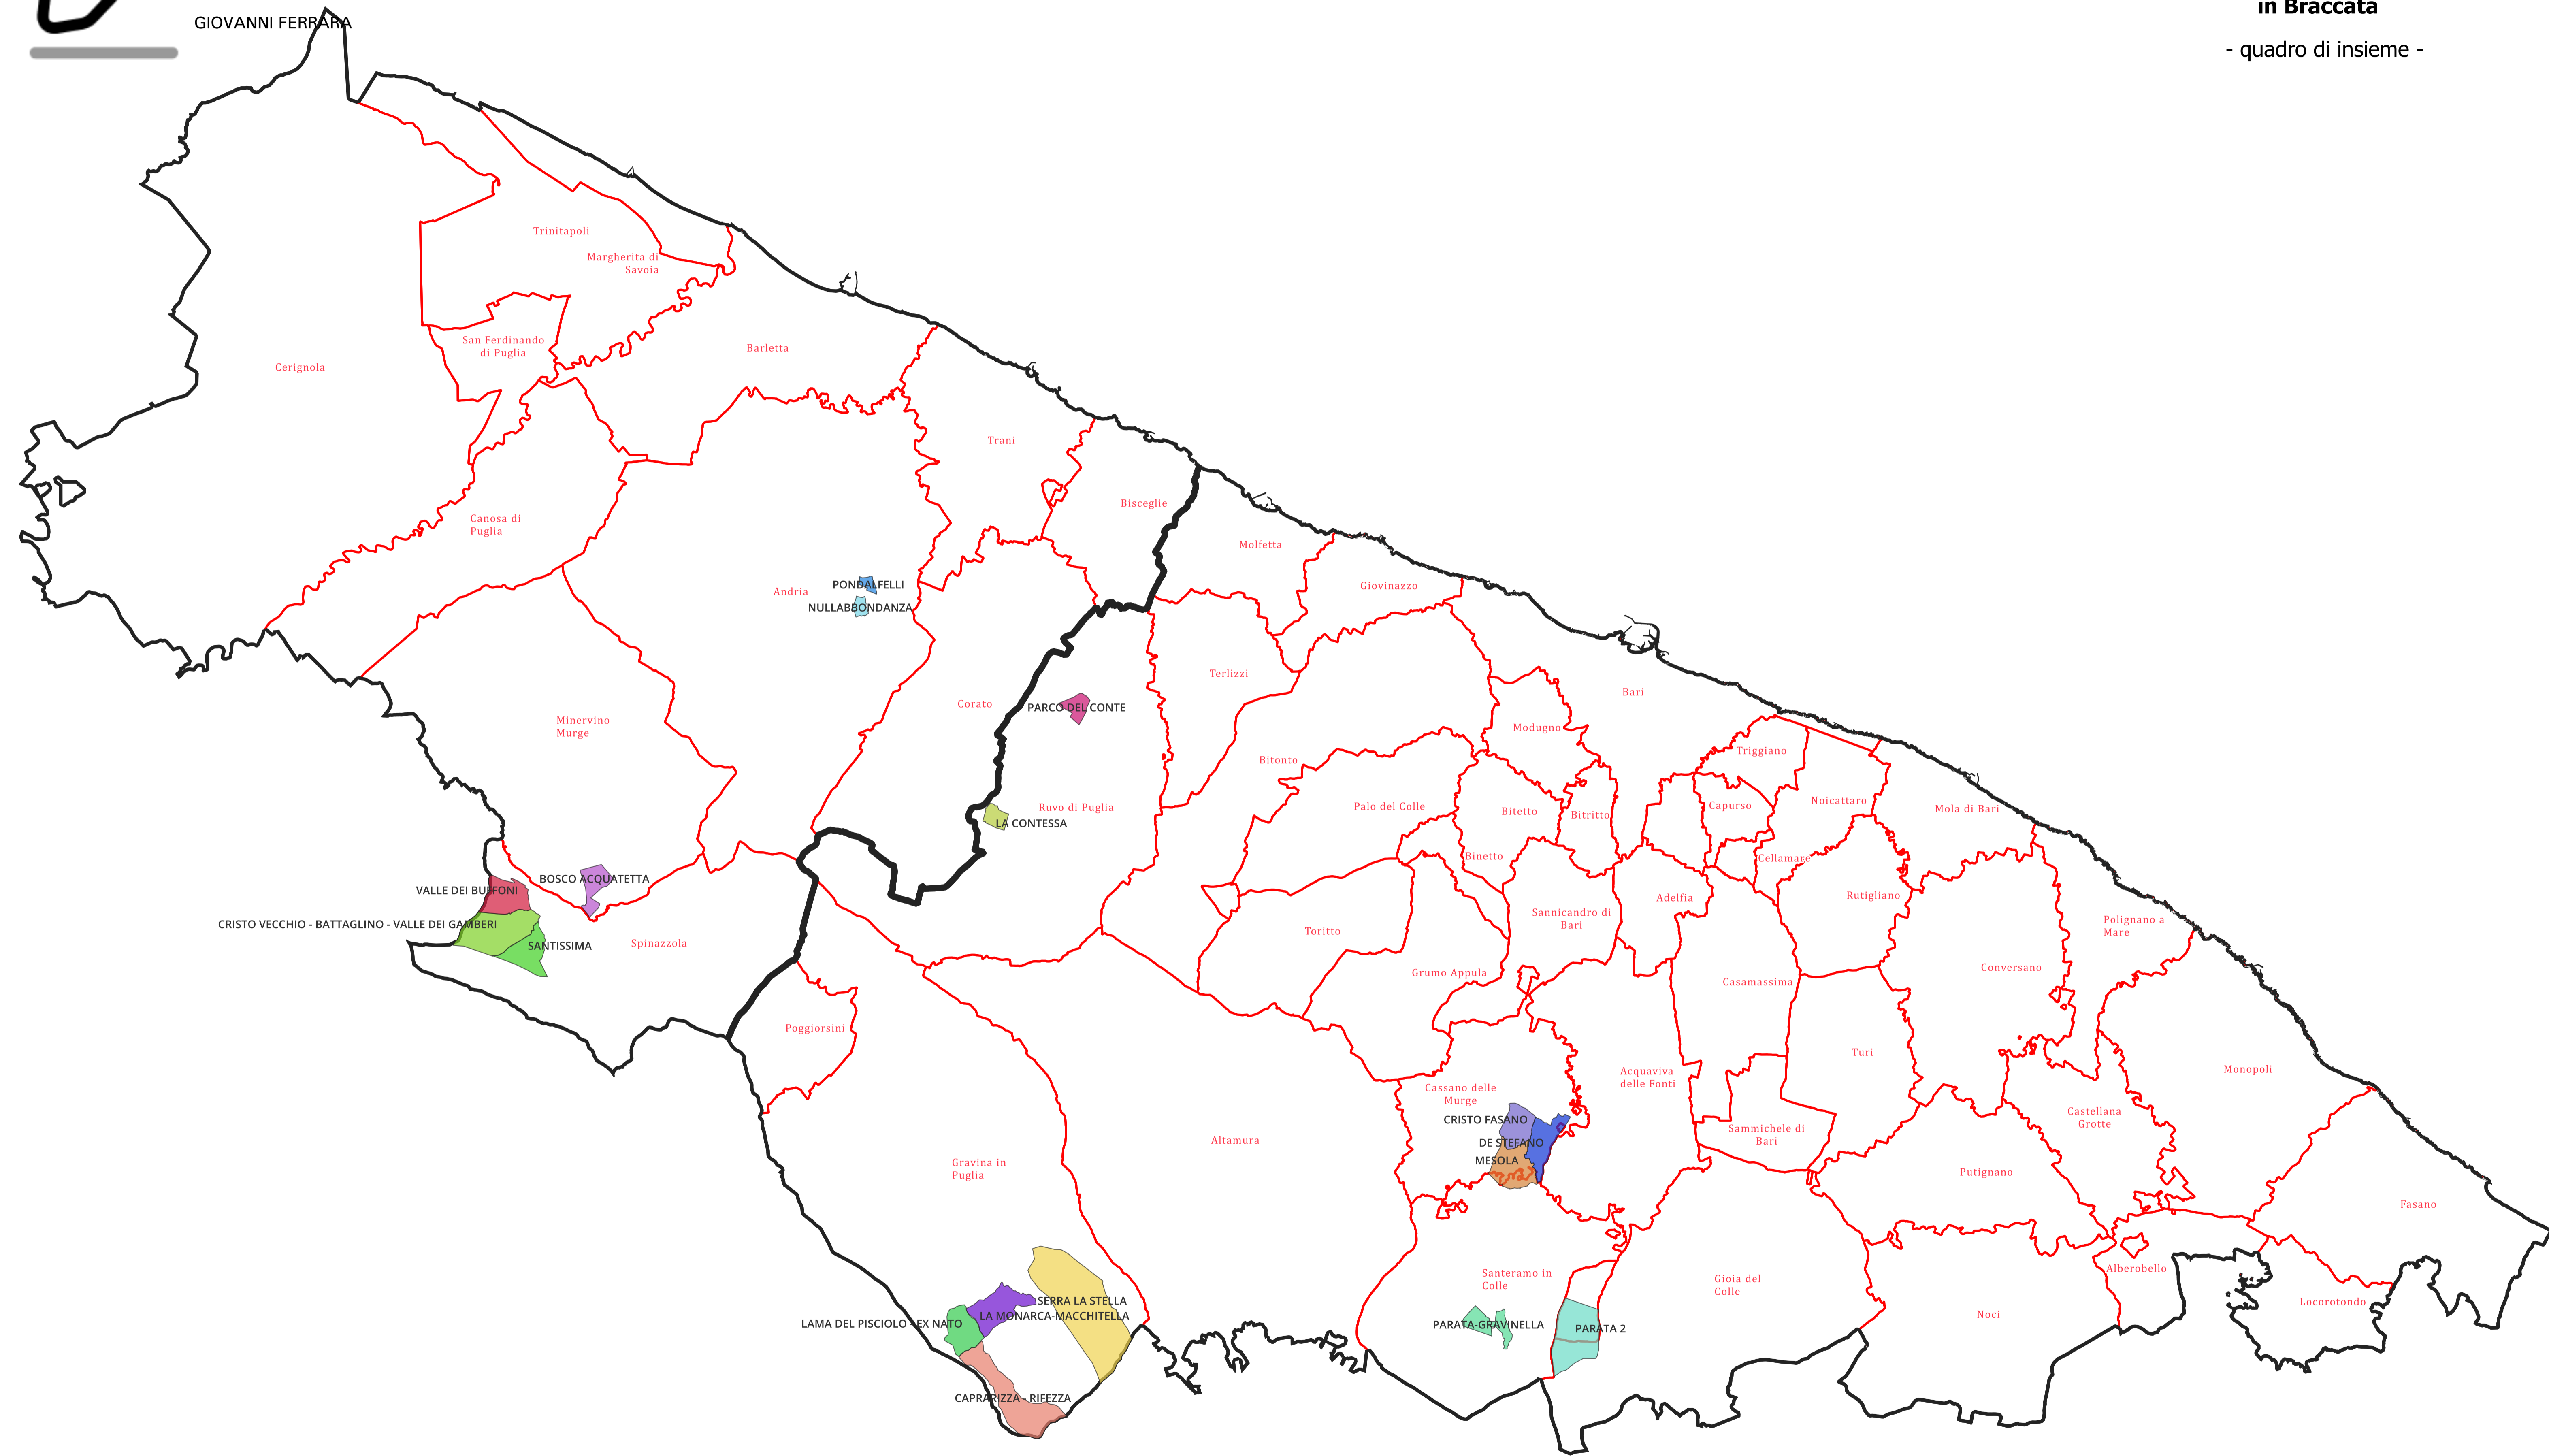 in Braccata
GIOVANNI FERRARA
- quadro di insieme -
Trinitapoli
Margherita di
Savoia
San Ferdinando
di Puglia
Barletta
Cerignola
Trani
Bisceglie
Canosa di
Puglia
Molfetta
PONDALFELLI
Andria
Giovinazzo
NULLABBONDANZA
Terlizzi
Bari
Corato
PARCO DEL CONTE
Minervino
Murge
Modugno
Triggiano
Bitonto
Noicattaro
Ruvo di Puglia
Palo del Colle
Capurso
Mola di Bari
Bitetto
Bitritto
LA CONTESSA
Binetto
Cellamare
BOSCO ACQUATETTA
VALLE DEI BUFFONI
Rutigliano
Adelfia
Sannicandro di
Bari
Polignano a
Mare
CRISTO VECCHIO - BATTAGLINO - VALLE DEI GAMBERI
Toritto
SANTISSIMA
Spinazzola
Grumo Appula
Conversano
Casamassima
Poggiorsini
Turi
Acquaviva
delle Fonti
Monopoli
Cassano delle
Murge
Castellana
Grotte
CRISTO FASANO
Sammichele di
Bari
Altamura
DE STEFANO
MESOLA
Gravina in
Puglia
Putignano
Fasano
Alberobello
Santeramo in
Colle
Gioia del
Colle
SERRA LA STELLA
Locorotondo
LA MONARCA-MACCHITELLA
Noci
LAMA DEL PISCIOLO - EX NATO
PARATA-GRAVINELLA
PARATA 2
CAPRARIZZA - RIFEZZA